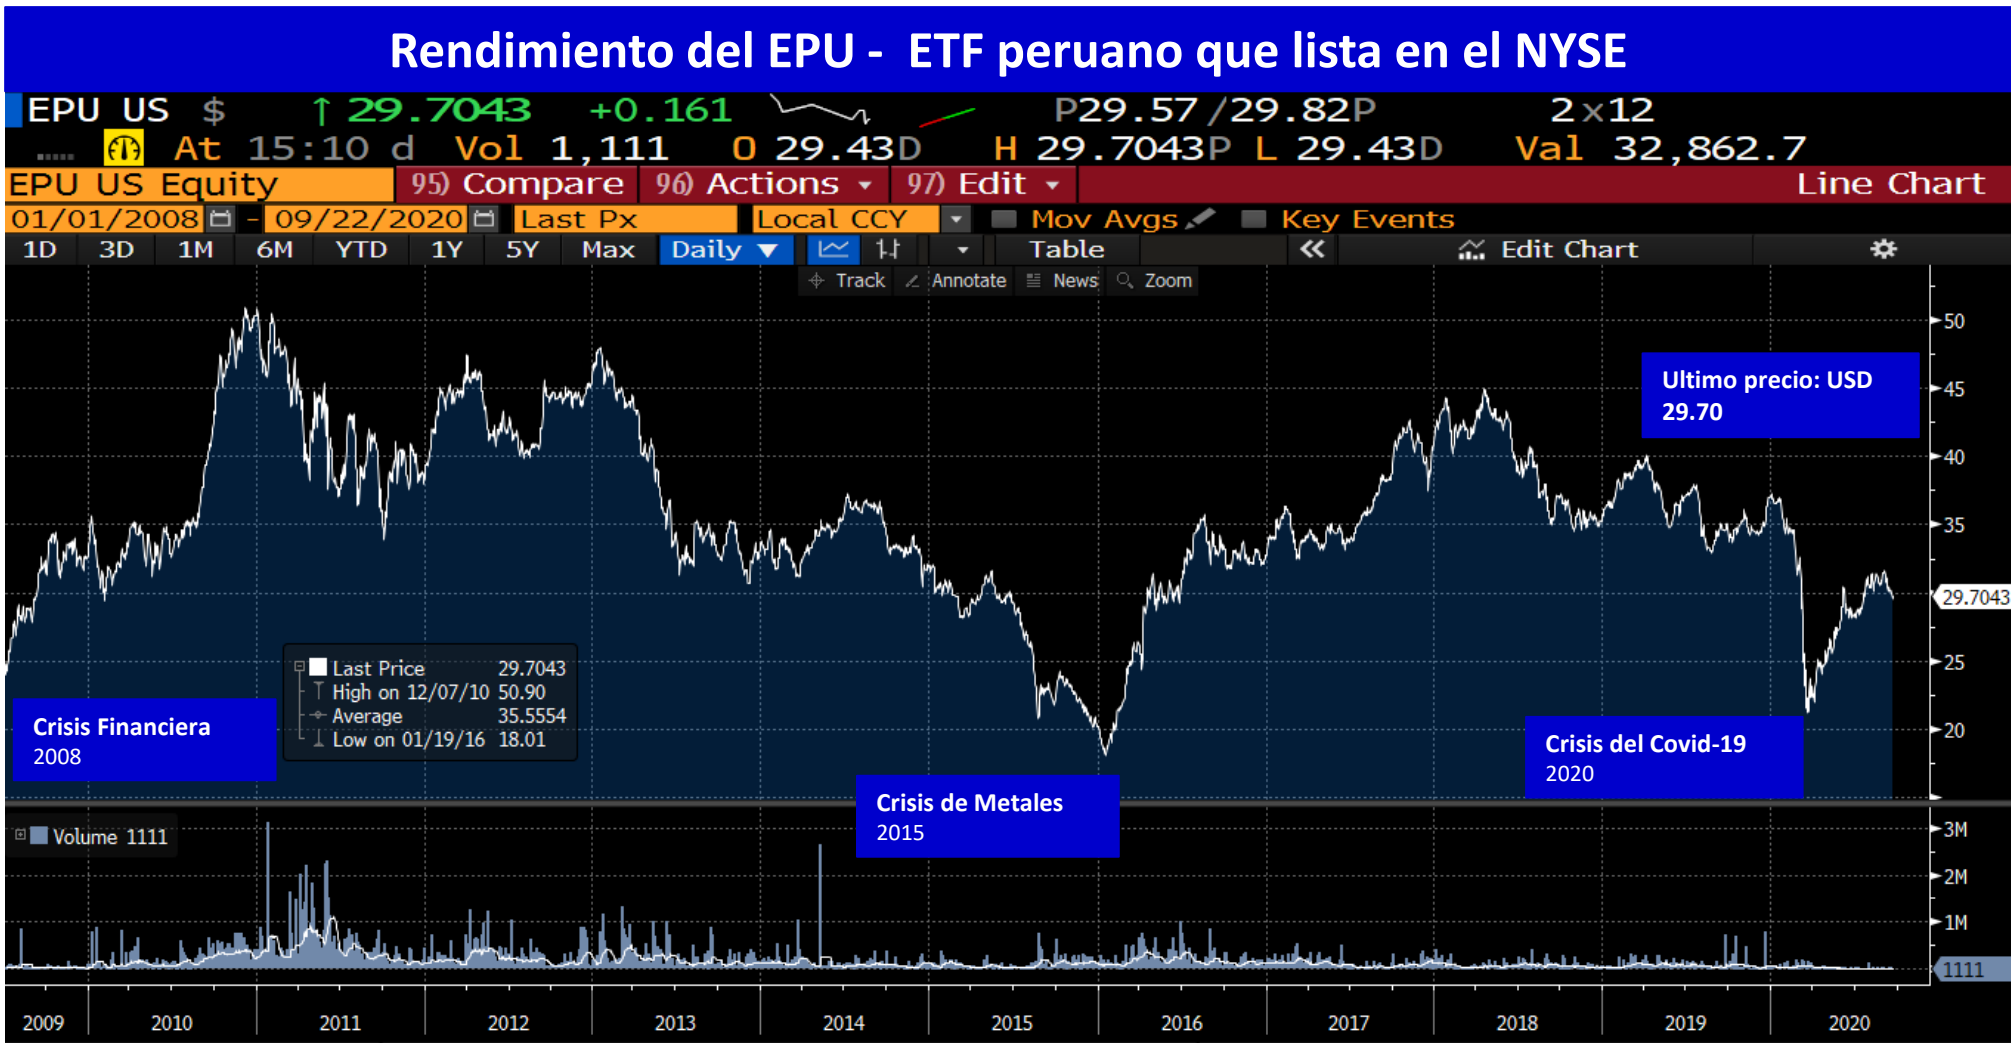 Rendimiento del EPU - ETF peruano que lista en el NYSE
EPU US $ ↑ 29.7043 +0.161 P29.57 /29.82P 2×12
At 15:10 d Vol 1,111 O 29.43D H 29.7043P L 29.43D Val 32,862.7
EPU US Equity 95) Compare 96) Actions 97) Edit Line Chart
01/01/2008 - 09/22/2020 Last Px Local CCY Mov Avgs Key Events
1D 3D 1M 6M YTD 1Y 5Y Max Daily ▼ Table « Edit Chart
Track Annotate News Zoom
50
Ultimo precio: USD
29.70
45
40
35
29.7043
25
20
Last Price 29.7043
High on 12/07/10 50.90
Average 35.5554
Low on 01/19/16 18.01
Crisis Financiera
2008
Crisis del Covid-19
2020
Crisis de Metales
2015
Volume 1111
3M
2M
1M
1111
2009 2010 2011 2012 2013 2014 2015 2016 2017 2018 2019 2020